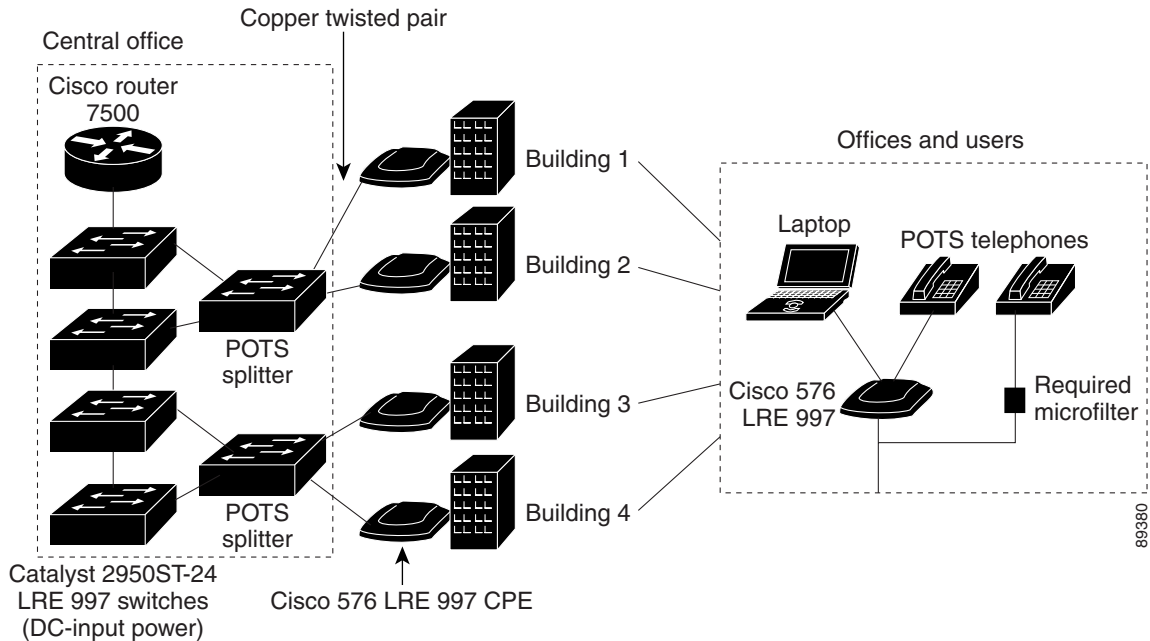 Copper twisted pair
Central office
Cisco router
7500
POTS
splitter
POTS
splitter
Catalyst 2950ST-24
LRE 997 switches
(DC-input power)
Cisco 576 LRE 997 CPE
Building 1
Building 2
Building 3
Building 4
Offices and users
Laptop
POTS telephones
Cisco 576
LRE 997
Required
microfilter
89380